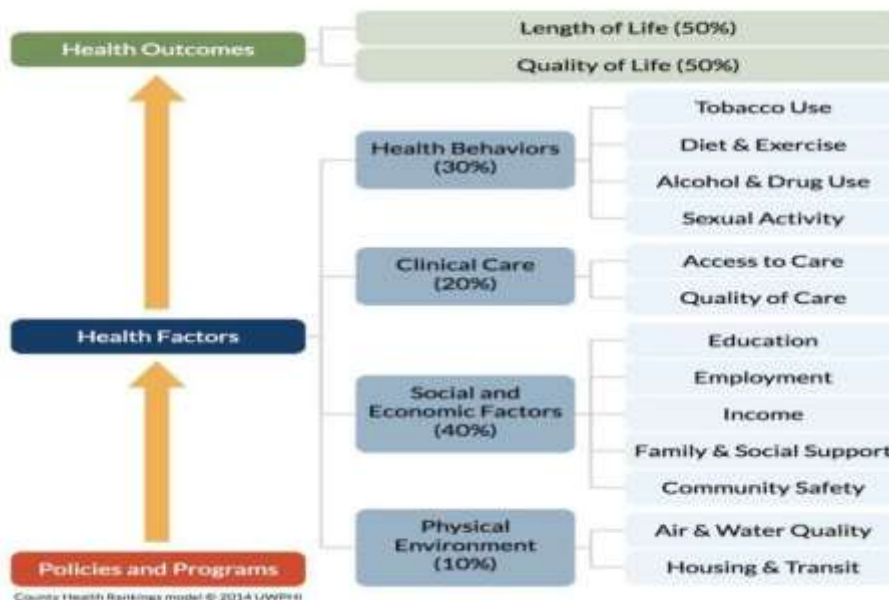 Health Outcomes
Length of Life (50%)
Quality of Life (50%)
Health Behaviors
(30%)
Tobacco Use
Diet & Exercise
Alcohol & Drug Use
Sexual Activity
Clinical Care
(20%)
Access to Care
Quality of Care
Health Factors
Social and
Economic Factors
(40%)
Education
Employment
Income
Family & Social Support
Community Safety
Physical
Environment
(10%)
Air & Water Quality
Housing & Transit
Policies and Programs
County Health Rankings model © 2014 UWPHI